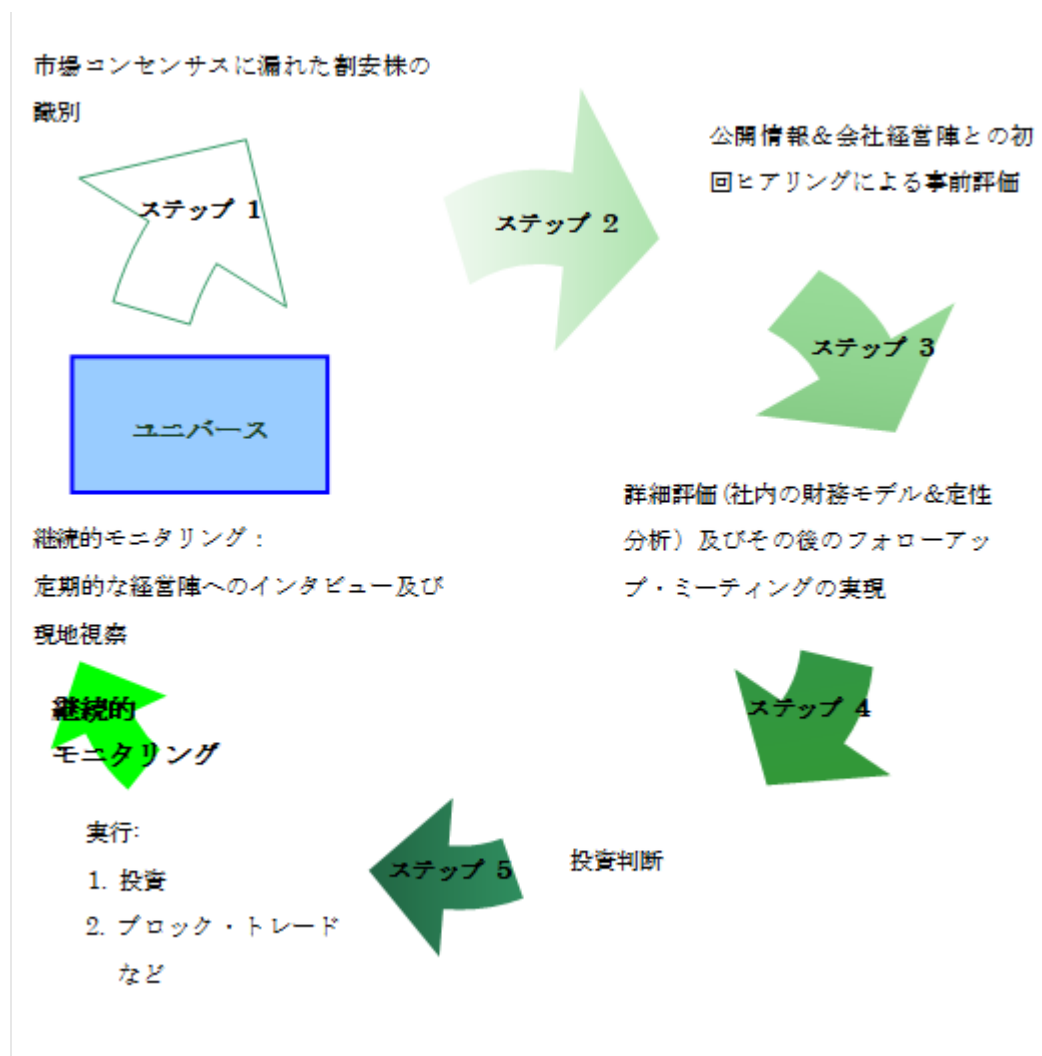 市場コンセンサスに漏れた割安株の
識別
ステップ 1
ステップ 2
公開情報&会社経営陣との初
回ヒアリングによる事前評価
ステップ 3
ユニバース
詳細評価(社内の財務モデル&定性
分析)及びその後のフォローアッ
プ・ミーティングの実現
継続的モニタリング:
定期的な経営陣へのインタビュー及び
現地視察
ステップ 4
継続的
モニタリング
ステップ 5
投資判断
実行:
1. 投資
2. ブロック・トレード
など